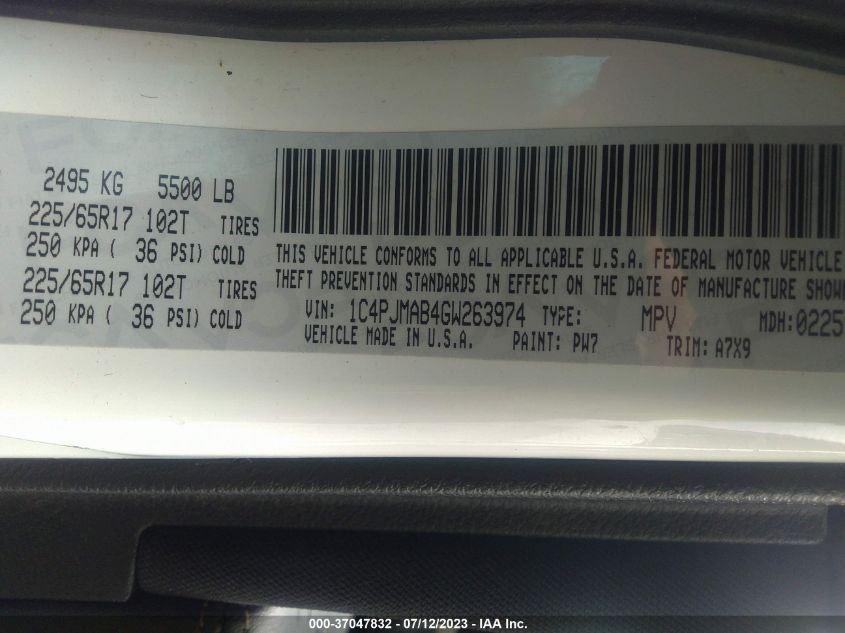 2495 KG 5500 LB
225/65R17 102T TIRES
250 KPA ( 36 PSI) COLD
225/65R17 102T TIRES
250 KPA ( 36 PSI) COLD
THIS VEHICLE CONFORMS TO ALL APPLICABLE U.S.A. FEDERAL MOTOR VEHICLE
THEFT PREVENTION STANDARDS IN EFFECT ON THE DATE OF MANUFACTURE SHOW
VIN: 1C4PJMAB4GW263974 TYPE: MPV MDH:0225
VEHICLE MADE IN U.S.A. PAINT: PW7 TRIM: A7X9
000-37047832 - 07/12/2023 - IAA Inc.